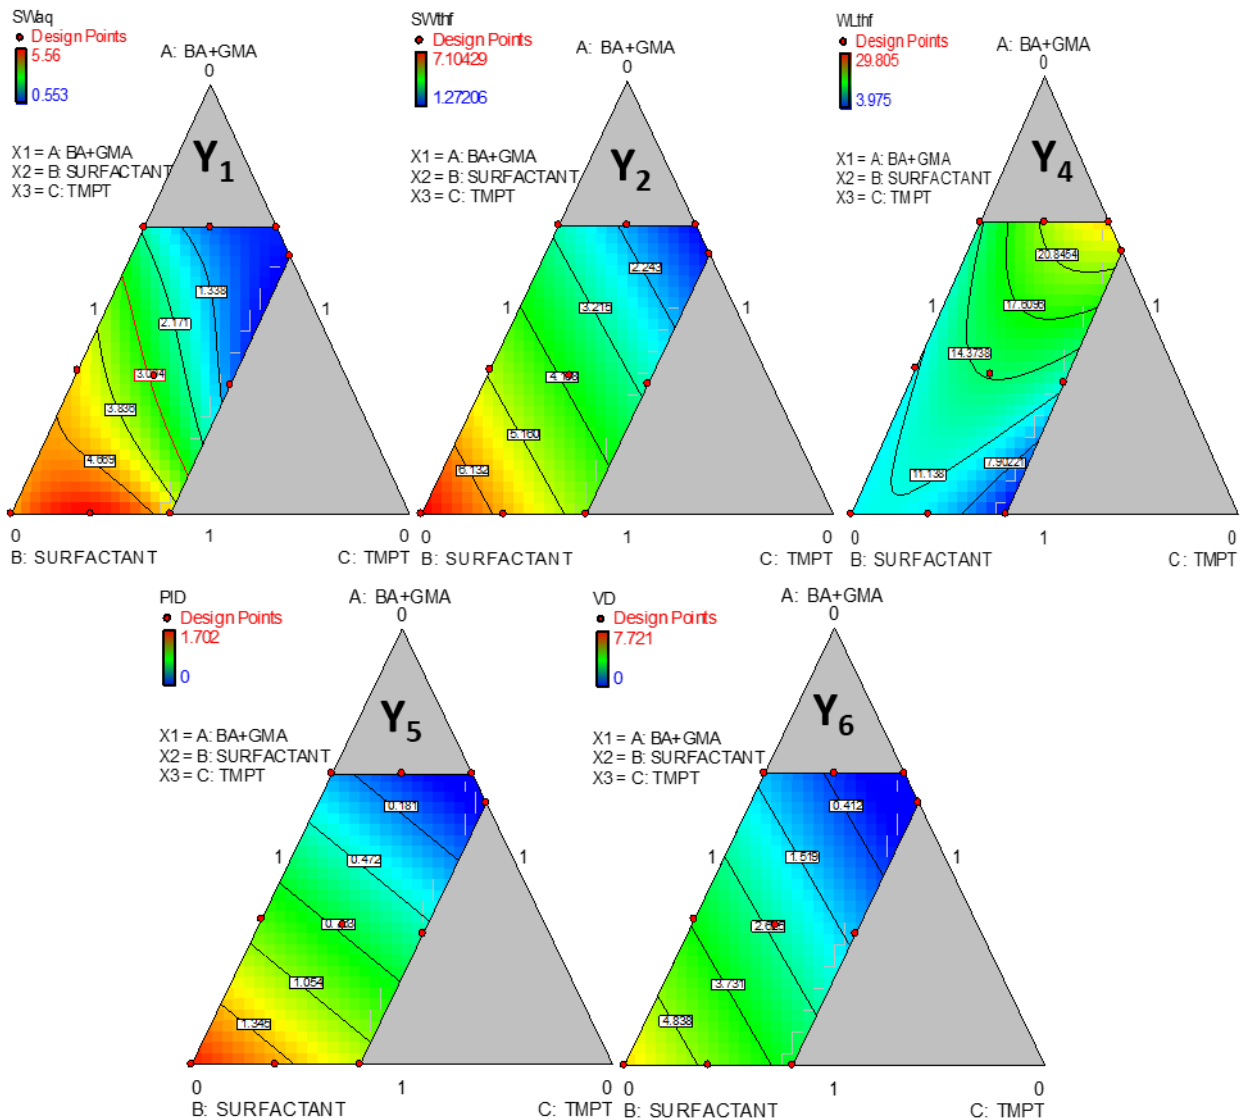 SWaq
Design Points
5.56
0.553
A: BA+GMA
0
X1 = A: BA+GMA
X2 = B: SURFACTANT
X3 = C: TMPT
Y1
1.338
2.171
3.836
4.669
1
1
0
1
0
B: SURFACTANT
C: TMPT
SWthf
Design Points
7.10429
1.27206
A: BA+GMA
0
X1 = A: BA+GMA
X2 = B: SURFACTANT
X3 = C: TMPT
Y2
2.243
3.215
5.160
6.132
1
1
0
1
0
B: SURFACTANT
C: TMPT
WLthf
Design Points
29.805
3.975
A: BA+GMA
0
X1 = A: BA+GMA
X2 = B: SURFACTANT
X3 = C: TMPT
Y4
20.8454
17.6096
14.3738
11.138
7.90221
1
1
0
1
0
B: SURFACTANT
C: TMPT
PID
Design Points
1.702
0
A: BA+GMA
0
X1 = A: BA+GMA
X2 = B: SURFACTANT
X3 = C: TMPT
Y5
0.181
0.472
1.054
1.345
1
1
0
1
0
B: SURFACTANT
C: TMPT
VD
Design Points
7.721
0
A: BA+GMA
0
X1 = A: BA+GMA
X2 = B: SURFACTANT
X3 = C: TMPT
Y6
0.412
1.519
3.731
4.838
1
1
0
1
0
B: SURFACTANT
C: TMPT